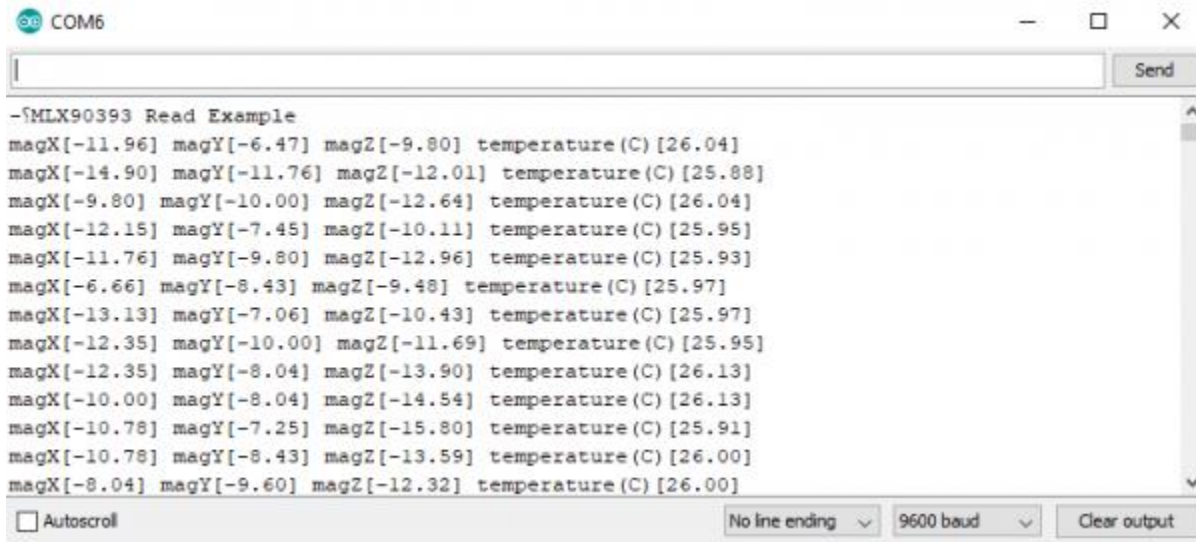 COM6
Send
-⸮MLX90393 Read Example
magX[-11.96] magY[-6.47] magZ[-9.80] temperature(C)[26.04]
magX[-14.90] magY[-11.76] magZ[-12.01] temperature(C)[25.88]
magX[-9.80] magY[-10.00] magZ[-12.64] temperature(C)[26.04]
magX[-12.15] magY[-7.45] magZ[-10.11] temperature(C)[25.95]
magX[-11.76] magY[-9.80] magZ[-12.96] temperature(C)[25.93]
magX[-6.66] magY[-8.43] magZ[-9.48] temperature(C)[25.97]
magX[-13.13] magY[-7.06] magZ[-10.43] temperature(C)[25.97]
magX[-12.35] magY[-10.00] magZ[-11.69] temperature(C)[25.95]
magX[-12.35] magY[-8.04] magZ[-13.90] temperature(C)[26.13]
magX[-10.00] magY[-8.04] magZ[-14.54] temperature(C)[26.13]
magX[-10.78] magY[-7.25] magZ[-15.80] temperature(C)[25.91]
magX[-10.78] magY[-8.43] magZ[-13.59] temperature(C)[26.00]
magX[-8.04] magY[-9.60] magZ[-12.32] temperature(C)[26.00]
Autoscroll No line ending 9600 baud Clear output